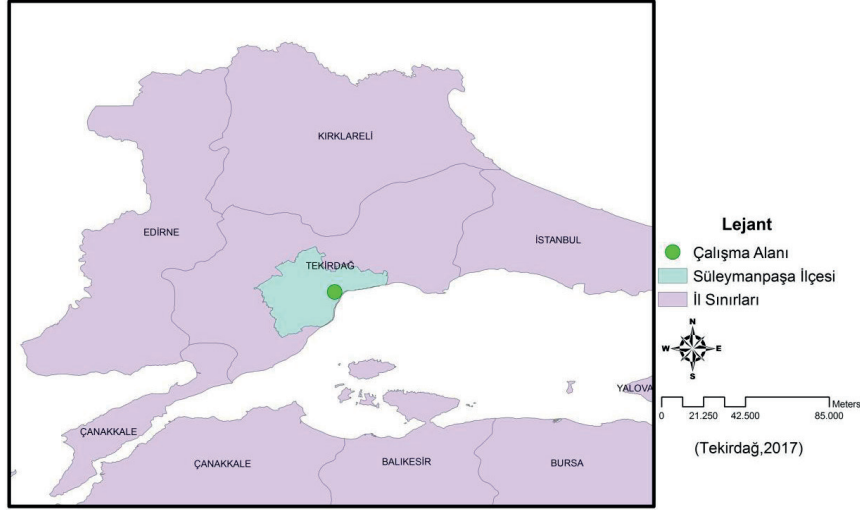 KIRKLARELİ
EDİRNE
İSTANBUL
TEKİRDAĞ
YALOVA
ÇANAKKALE
ÇANAKKALE
BALIKESİR
BURSA
Lejant
Çalışma Alanı
Süleymanpaşa İlçesi
İl Sınırları
N
W E
S
Meters
0 21.250 42.500 85.000
(Tekirdağ,2017)